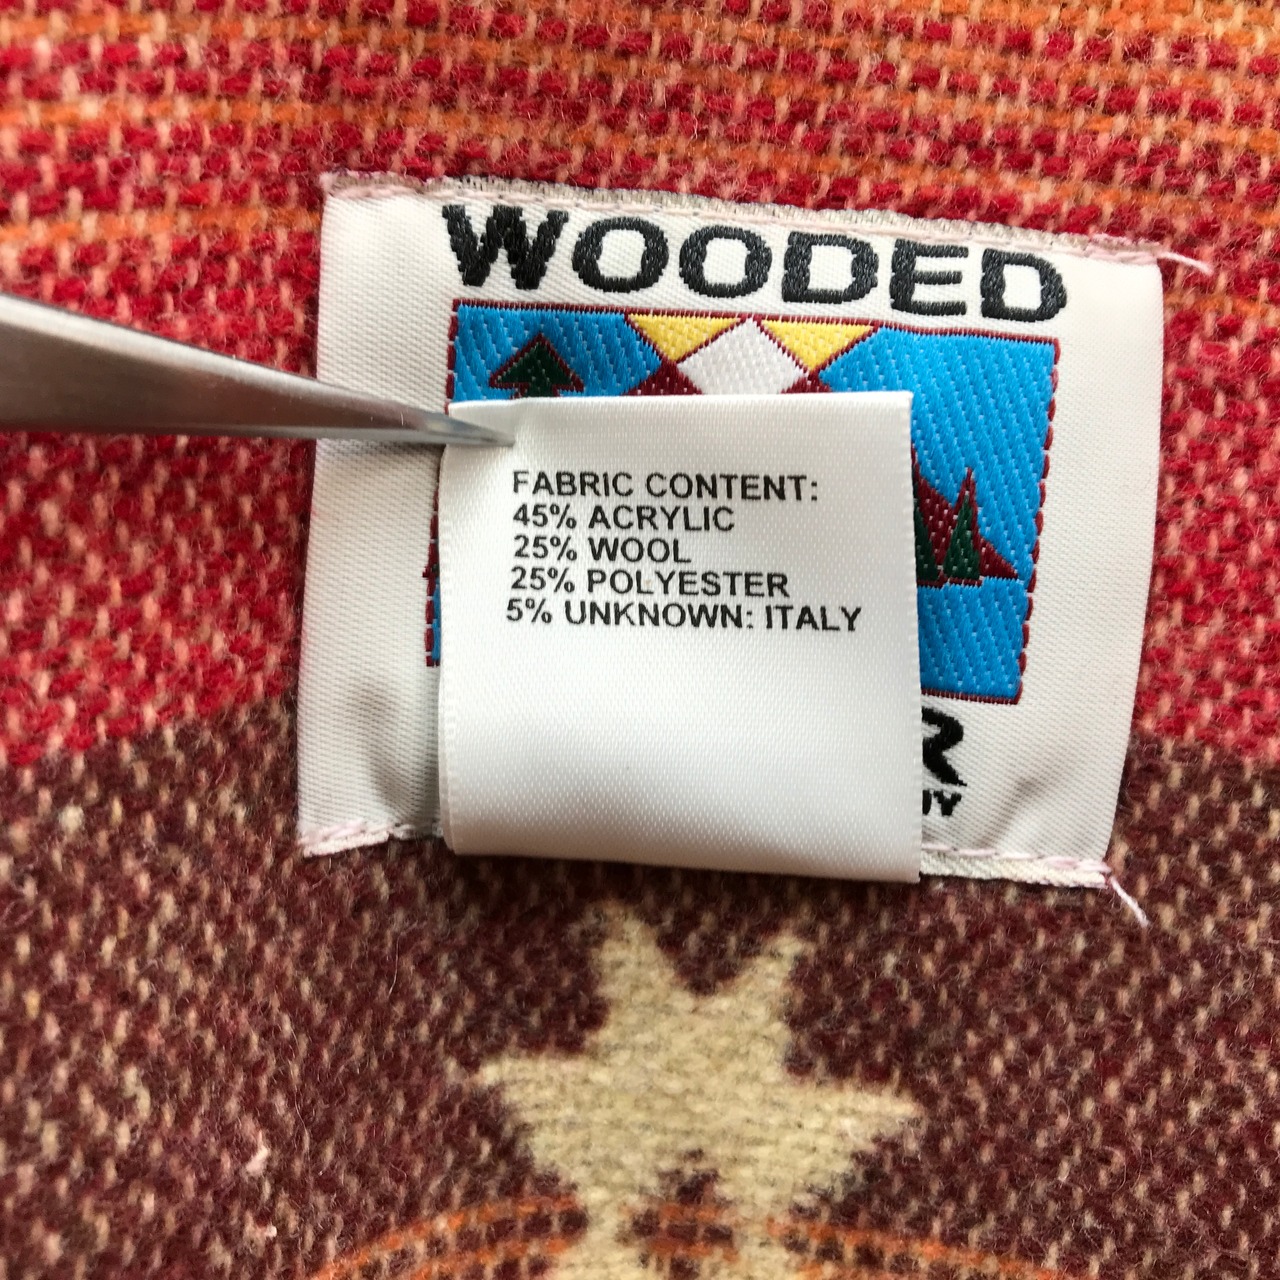 WOODED
FABRIC CONTENT:
45% ACRYLIC
25% WOOL
25% POLYESTER
5% UNKNOWN: ITALY